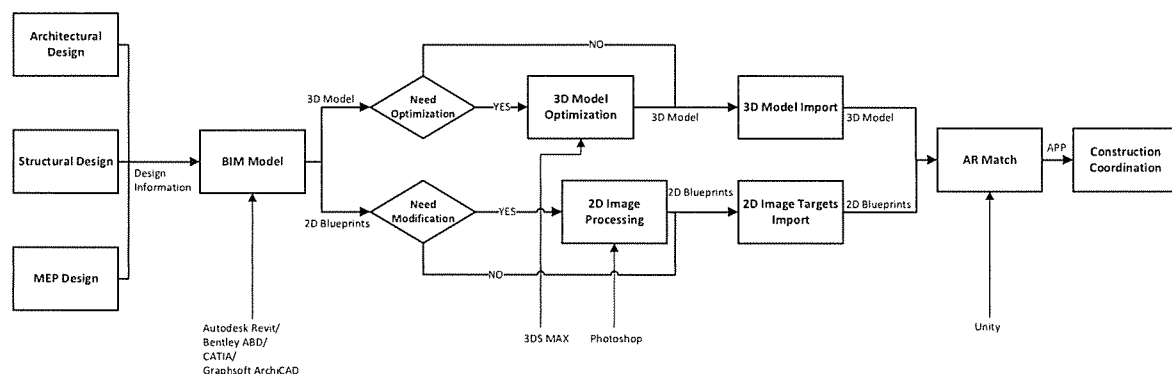 Architectural
Design
Structural Design
MEP Design
Design
Information
BIM Model
Autodesk Revit/
Bentley ABD/
CATIA/
Graphsoft ArchiCAD
3D Model
2D Blueprints
Need
Optimization
NO
YES
3D Model
Optimization
3D Model
3D Model Import
3D Model
Need
Modification
YES
NO
2D Image
Processing
2D Blueprints
2D Image Targets
Import
2D Blueprints
3DS MAX
Photoshop
AR Match
Unity
APP
Construction
Coordination